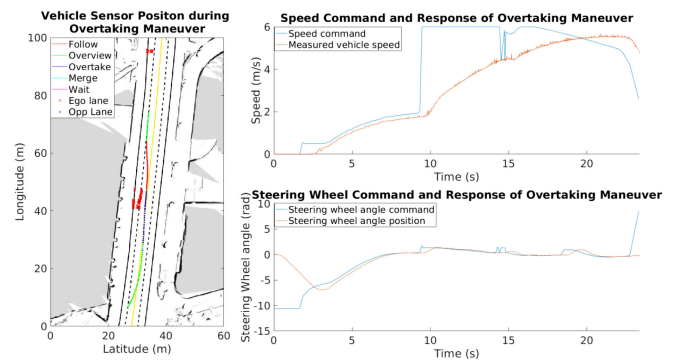 Vehicle Sensor Positon during
Overtaking Maneuver
100
80
60
40
20
0
0
20
40
60
Longitude (m)
Latitude (m)
Follow
Overview
Overtake
Merge
Wait
Ego lane
Opp Lane
Speed Command and Response of Overtaking Maneuver
Speed command
Measured vehicle speed
6
4
2
0
0
5
10
15
20
Speed (m/s)
Time (s)
Steering Wheel Command and Response of Overtaking Maneuver
Steering wheel angle command
Steering wheel angle position
10
5
0
-5
-10
-15
0
5
10
15
20
Steering Wheel angle (rad)
Time (s)